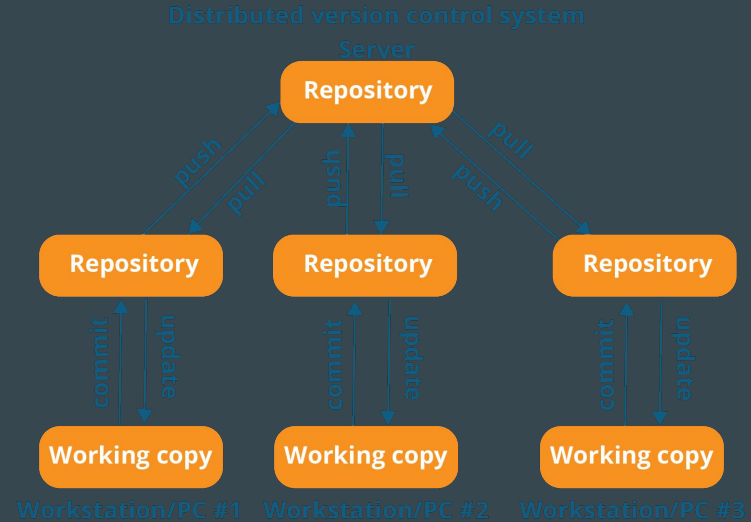 Distributed version control system
Server
Repository
push
pull
push
pull
push
pull
Repository
Repository
Repository
commit
update
commit
update
commit
update
Working copy
Working copy
Working copy
Workstation/PC #1
Workstation/PC #2
Workstation/PC #3